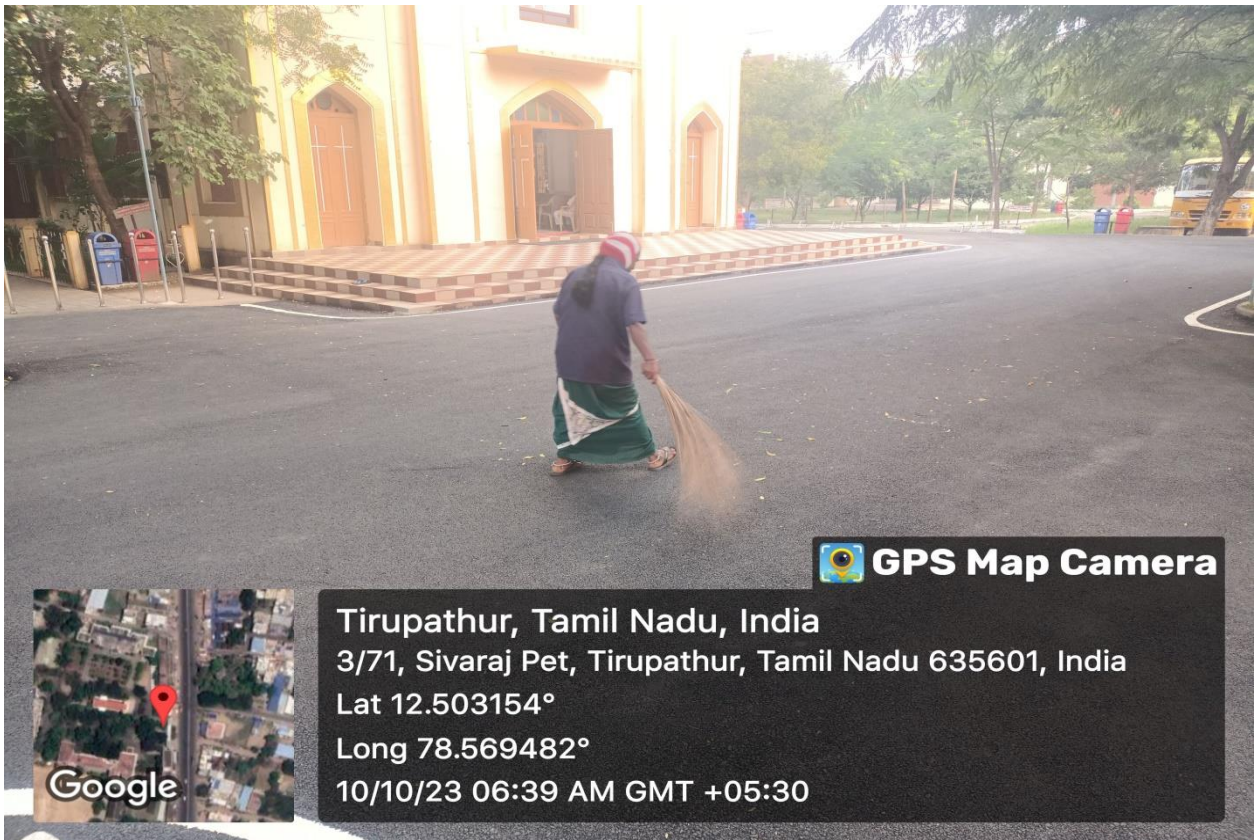 GPS Map Camera
Tirupathur, Tamil Nadu, India
3/71, Sivaraj Pet, Tirupathur, Tamil Nadu 635601, India
Lat 12.503154°
Long 78.569482°
10/10/23 06:39 AM GMT +05:30
Google